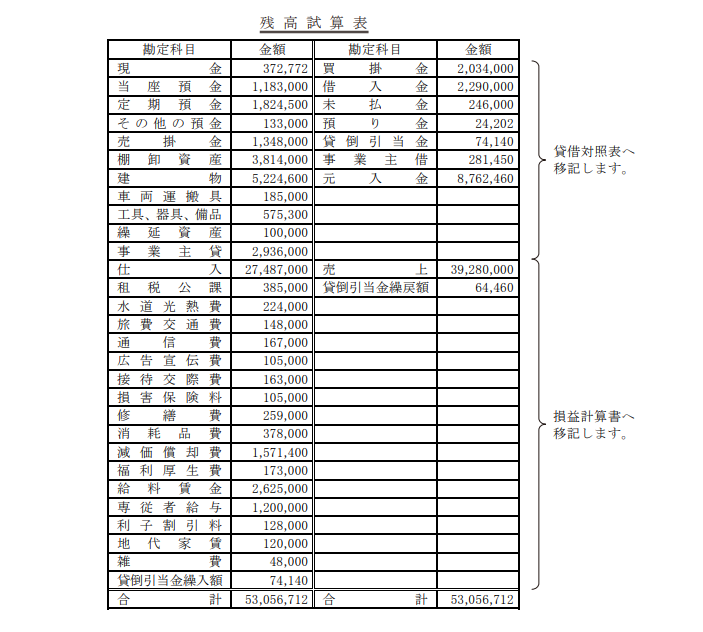 残高試算表
勘定科目 金額 勘定科目 金額
現金 372,772 買掛金 2,034,000
当座預金 1,183,000 借入金 2,290,000
定期預金 1,824,500 未払金 246,000
その他の預金 133,000 預り金 24,202
売掛金 1,348,000 貸倒引当金 74,140
棚卸資産 3,814,000 事業主借 281,450
建物 5,224,600 元入金 8,762,460
車両運搬具 185,000
工具、器具、備品 575,300
繰延資産 100,000
事業主貸 2,936,000
仕入 27,487,000 売上 39,280,000
租税公課 385,000 貸倒引当金繰戻額 64,460
水道光熱費 224,000
旅費交通費 148,000
通信費 167,000
広告宣伝費 105,000
接待交際費 163,000
損害保険料 105,000
修繕費 259,000
消耗品費 378,000
減価償却費 1,571,400
福利厚生費 173,000
給料賃金 2,625,000
専従者給与 1,200,000
利子割引料 128,000
地代家賃 120,000
雑費 48,000
貸倒引当金繰入額 74,140
合計 53,056,712 合計 53,056,712
貸借対照表へ
移記します。
損益計算書へ
移記します。